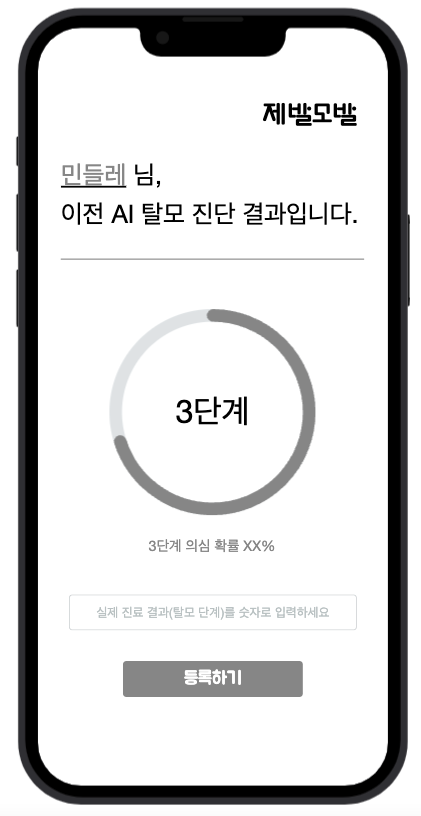 제발모발
민들레 님,
이전 AI 탈모 진단 결과입니다.
3단계
3단계 의심 확률 XX%
실제 진료 결과(탈모 단계)를 숫자로 입력하세요
등록하기